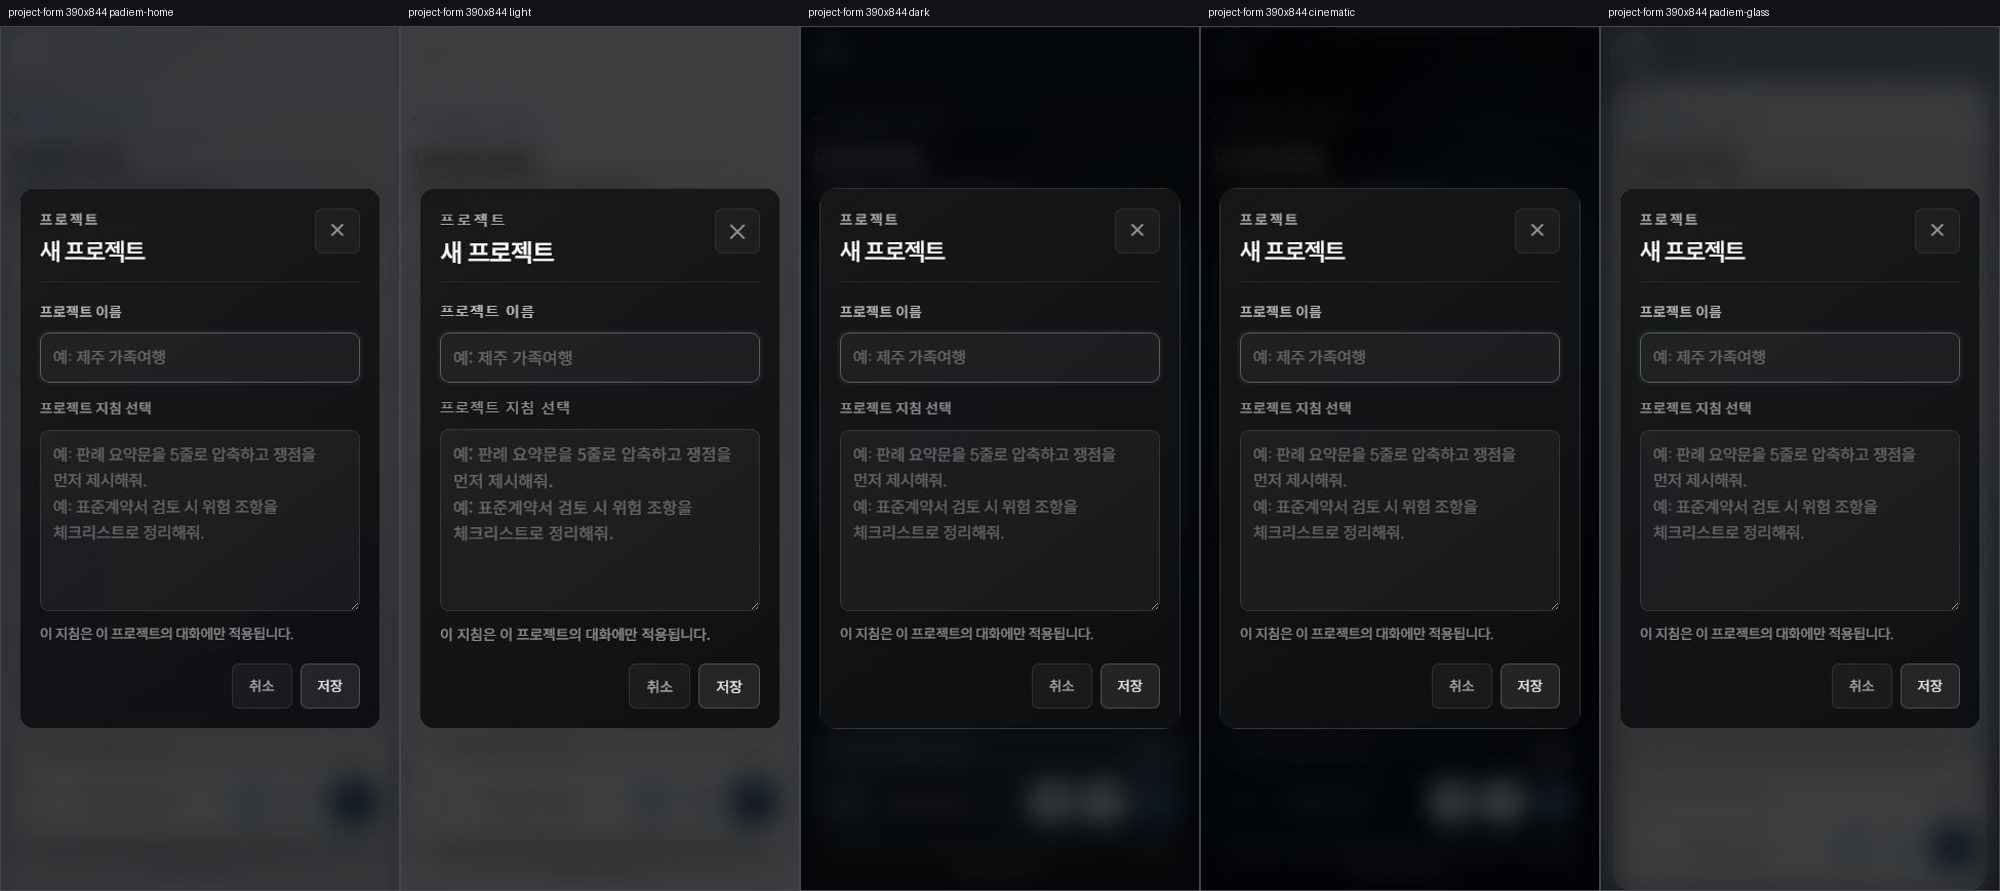 project-form 390x844 padiem-home
프로젝트
새 프로젝트
프로젝트 이름
예: 제주 가족여행
프로젝트 지침 선택
예: 판례 요약문을 5줄로 압축하고 쟁점을
먼저 제시해줘.
예: 표준계약서 검토 시 위험 조항을
체크리스트로 정리해줘.
이 지침은 이 프로젝트의 대화에만 적용됩니다.
취소 저장
project-form 390x844 light
프로젝트
새 프로젝트
프로젝트 이름
예: 제주 가족여행
프로젝트 지침 선택
예: 판례 요약문을 5줄로 압축하고 쟁점을
먼저 제시해줘.
예: 표준계약서 검토 시 위험 조항을
체크리스트로 정리해줘.
이 지침은 이 프로젝트의 대화에만 적용됩니다.
취소 저장
project-form 390x844 dark
프로젝트
새 프로젝트
프로젝트 이름
예: 제주 가족여행
프로젝트 지침 선택
예: 판례 요약문을 5줄로 압축하고 쟁점을
먼저 제시해줘.
예: 표준계약서 검토 시 위험 조항을
체크리스트로 정리해줘.
이 지침은 이 프로젝트의 대화에만 적용됩니다.
취소 저장
project-form 390x844 cinematic
프로젝트
새 프로젝트
프로젝트 이름
예: 제주 가족여행
프로젝트 지침 선택
예: 판례 요약문을 5줄로 압축하고 쟁점을
먼저 제시해줘.
예: 표준계약서 검토 시 위험 조항을
체크리스트로 정리해줘.
이 지침은 이 프로젝트의 대화에만 적용됩니다.
취소 저장
project-form 390x844 padiem-glass
프로젝트
새 프로젝트
프로젝트 이름
예: 제주 가족여행
프로젝트 지침 선택
예: 판례 요약문을 5줄로 압축하고 쟁점을
먼저 제시해줘.
예: 표준계약서 검토 시 위험 조항을
체크리스트로 정리해줘.
이 지침은 이 프로젝트의 대화에만 적용됩니다.
취소 저장